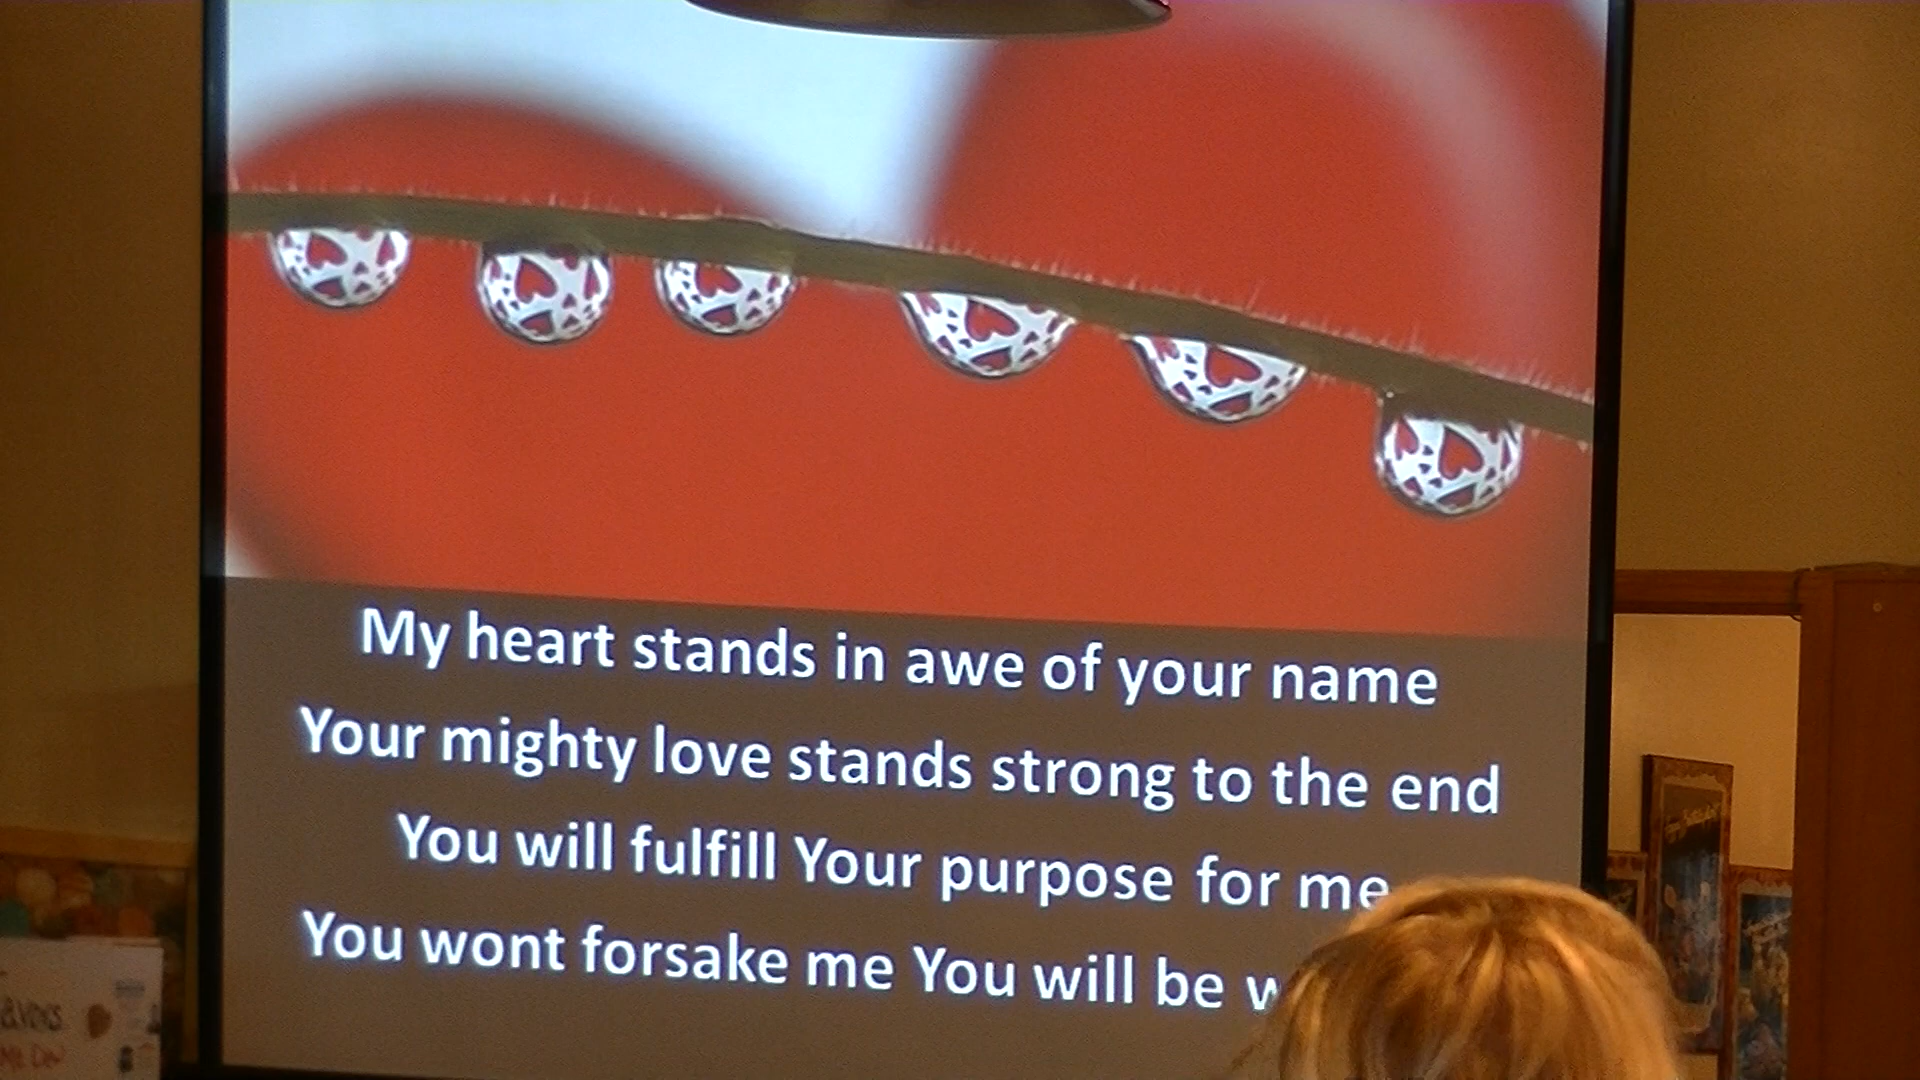 My heart stands in awe of your name
Your mighty love stands strong to the end
You will fulfill Your purpose for me
You wont forsake me You will be